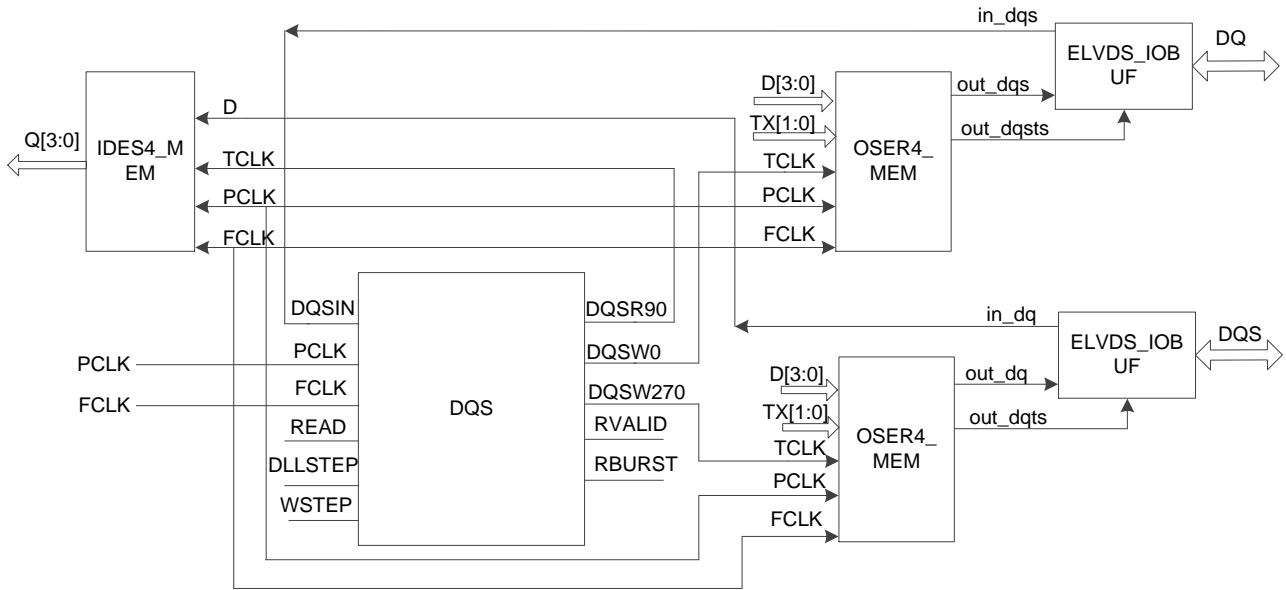 in_dqs
ELVDS_IOB
UF
DQ
D[3:0]
out_dqs
TX[1:0]
out_dqsts
OSER4_
MEM
TCLK
PCLK
FCLK
Q[3:0]
IDES4_M
EM
D
TCLK
PCLK
FCLK
DQSIN
PCLK
FCLK
READ
DLLSTEP
WSTEP
PCLK
FCLK
DQS
DQSR90
DQSW0
DQSW270
RVALID
RBURST
in_dq
ELVDS_IOB
UF
DQS
D[3:0]
out_dq
TX[1:0]
out_dqts
OSER4_
MEM
TCLK
PCLK
FCLK